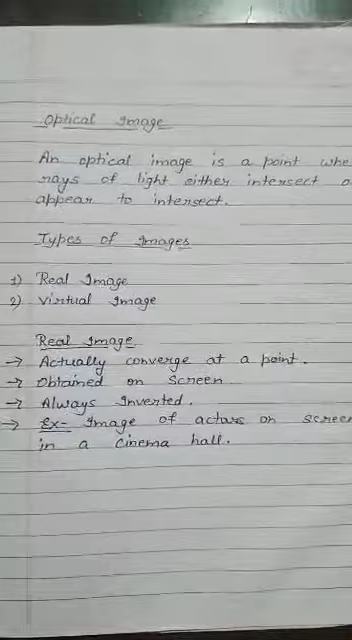 Optical Image
An optical image is a point whe
rays of light either intersect o
appear to intersect.
Types of Images
1) Real Image
2) Virtual Image
Real Image
→ Actually converge at a point.
→ Obtained on Screen
→ Always Inverted.
→ Ex- Image of actors on screen
in a cinema hall.